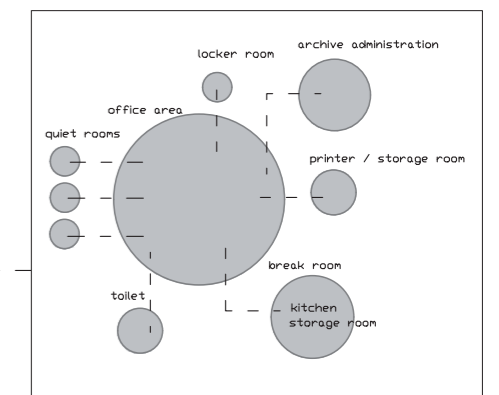 archive administration
locker room
office area
quiet rooms
printer / storage room
break room
toilet
kitchen
storage room